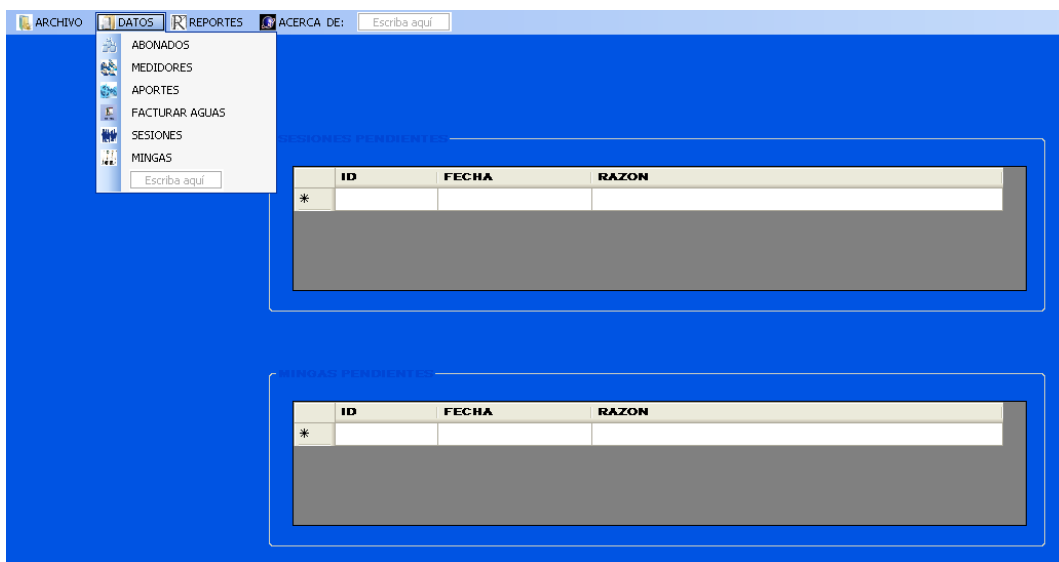 ARCHIVO DATOS REPORTES ACERCA DE: Escriba aquí
ABONADOS
MEDIDORES
APORTES
FACTURAR AGUAS
SESIONES
MINGAS
Escriba aquí
SESIONES PENDIENTES
ID FECHA RAZON
*
MINGAS PENDIENTES
ID FECHA RAZON
*